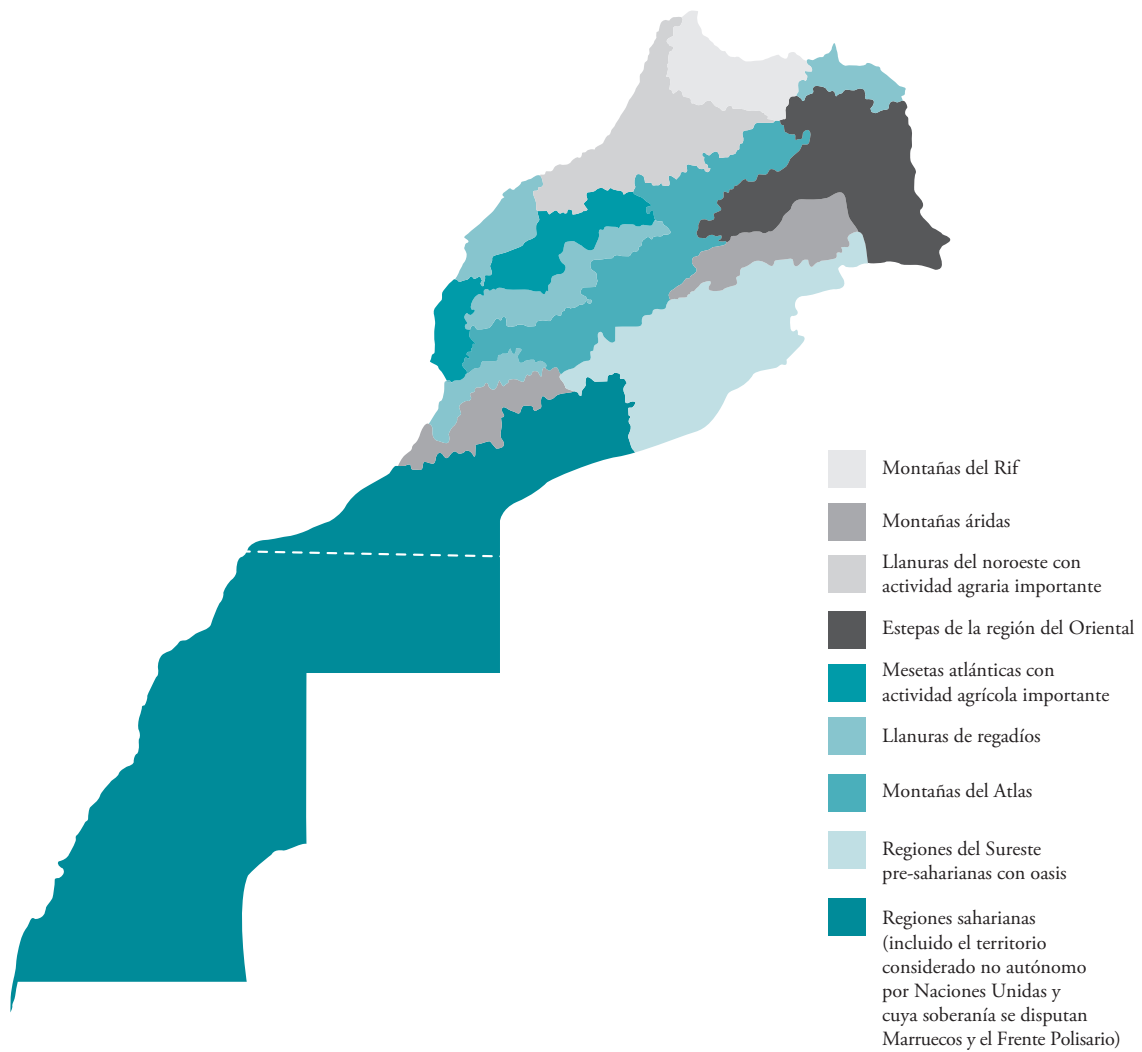 Montañas del Rif
Montañas áridas
Llanuras del noroeste con
actividad agraria importante
Estepas de la región del Oriental
Mesetas atlánticas con
actividad agrícola importante
Llanuras de regadíos
Montañas del Atlas
Regiones del Sureste
pre-saharianas con oasis
Regiones saharianas
(incluido el territorio
considerado no autónomo
por Naciones Unidas y
cuya soberanía se disputan
Marruecos y el Frente Polisario)